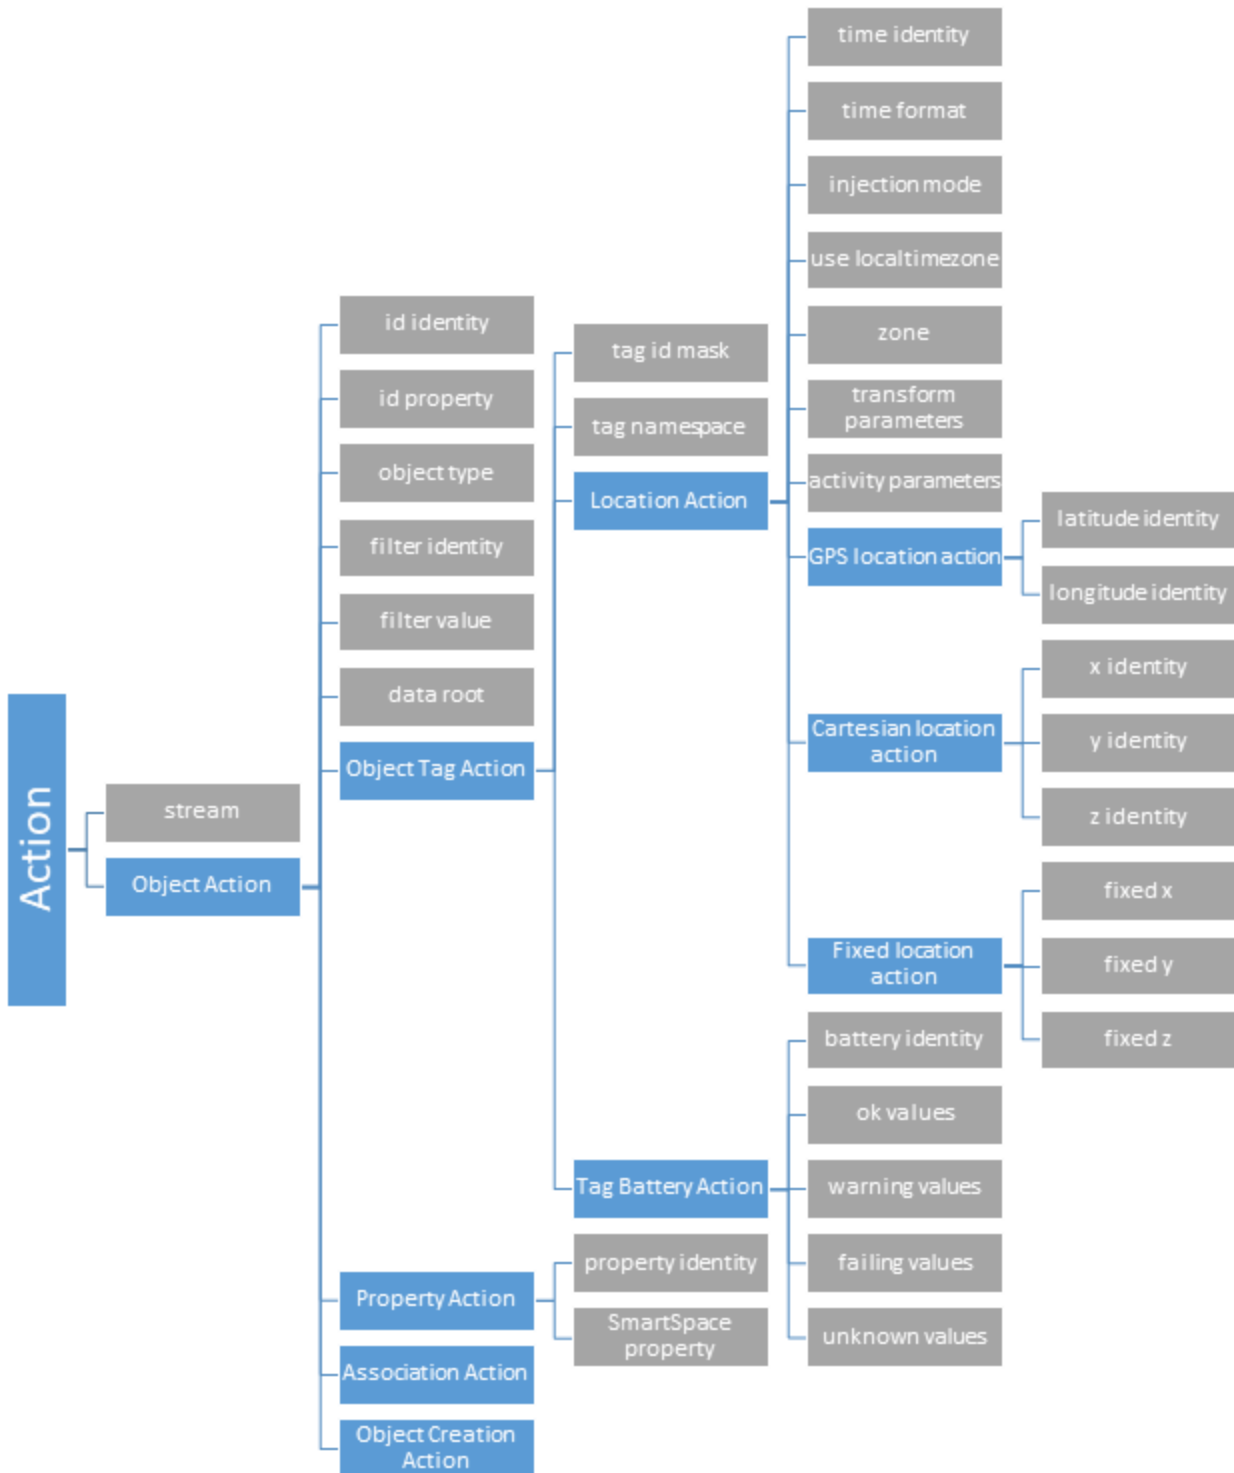 Action
stream
Object Action
id identity
id property
object type
filter identity
filter value
data root
Object Tag Action
Property Action
Association Action
Object Creation
Action
tag id mask
tag namespace
Location Action
Tag Battery Action
property identity
SmartSpace
property
time identity
time format
injection mode
use localtimezone
zone
transform
parameters
activity parameters
GPS location action
Cartesian location
action
Fixed location
action
battery identity
ok values
warning values
failing values
unknown values
latitude identity
longitude identity
x identity
y identity
z identity
fixed x
fixed y
fixed z